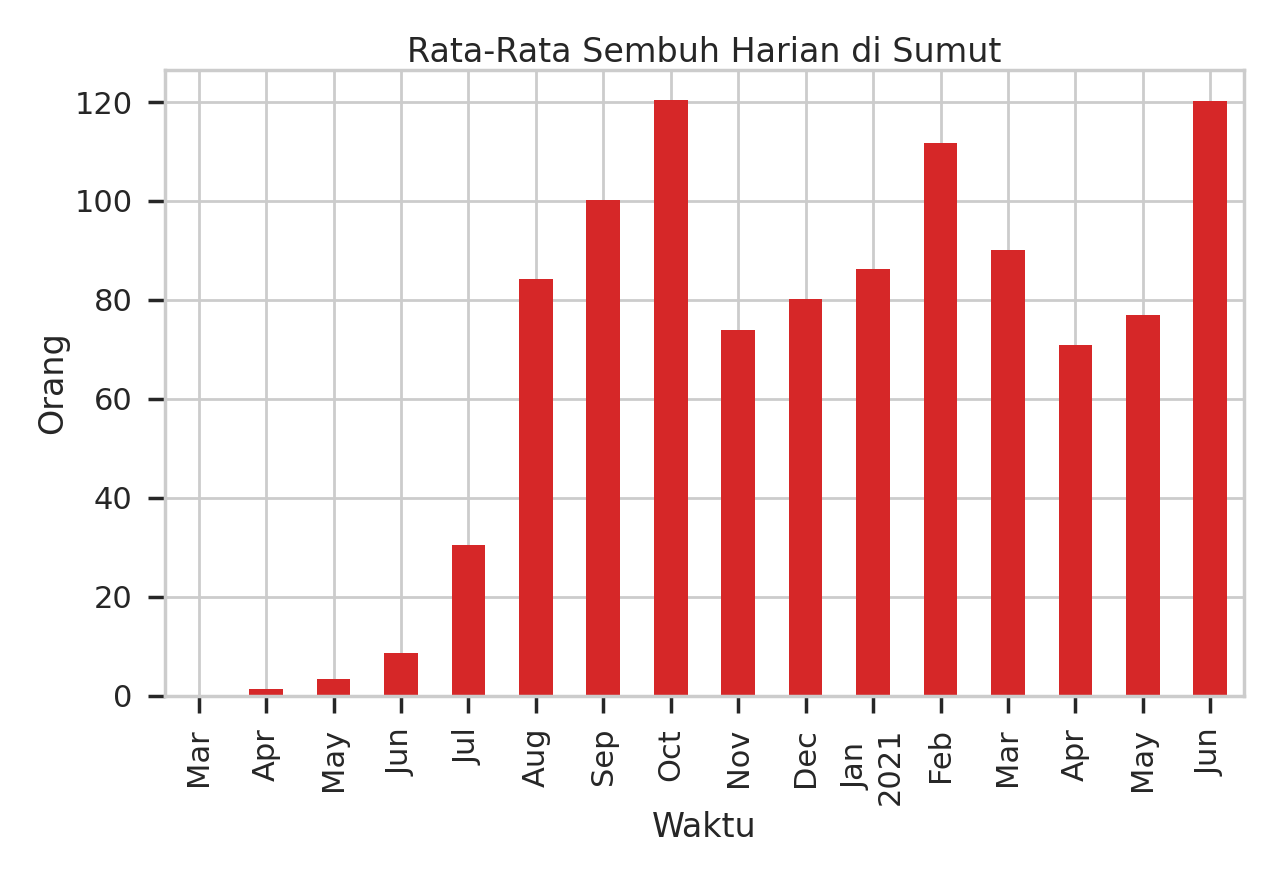 Rata-Rata Sembuh Harian di Sumut
120
100
80
60
40
20
0
Orang
Mar
Apr
May
Jun
Jul
Aug
Sep
Oct
Nov
Dec
Jan
2021
Feb
Mar
Apr
May
Jun
Waktu